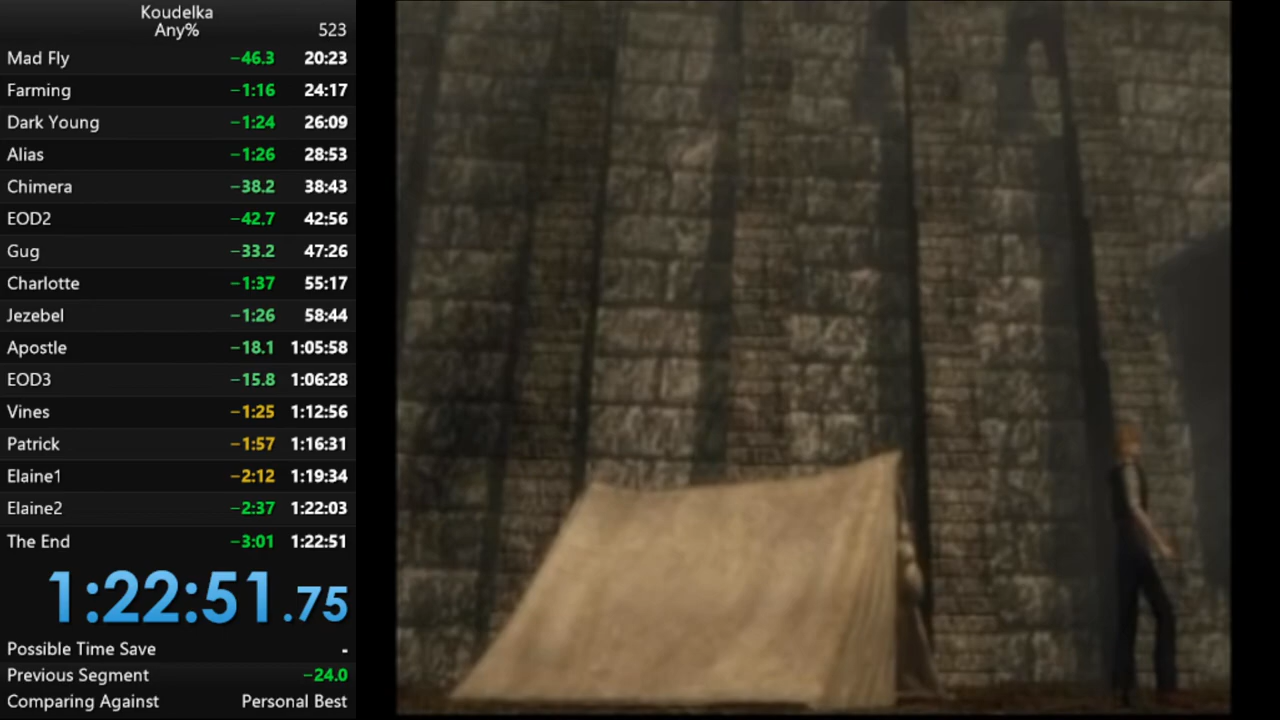 Koudelka
Any% 523
Mad Fly −46.3 20:23
Farming −1:16 24:17
Dark Young −1:24 26:09
Alias −1:26 28:53
Chimera −38.2 38:43
EOD2 −42.7 42:56
Gug −33.2 47:26
Charlotte −1:37 55:17
Jezebel −1:26 58:44
Apostle −18.1 1:05:58
EOD3 −15.8 1:06:28
Vines −1:25 1:12:56
Patrick −1:57 1:16:31
Elaine1 −2:12 1:19:34
Elaine2 −2:37 1:22:03
The End −3:01 1:22:51
1:22:51.75
Possible Time Save -
Previous Segment −24.0
Comparing Against Personal Best